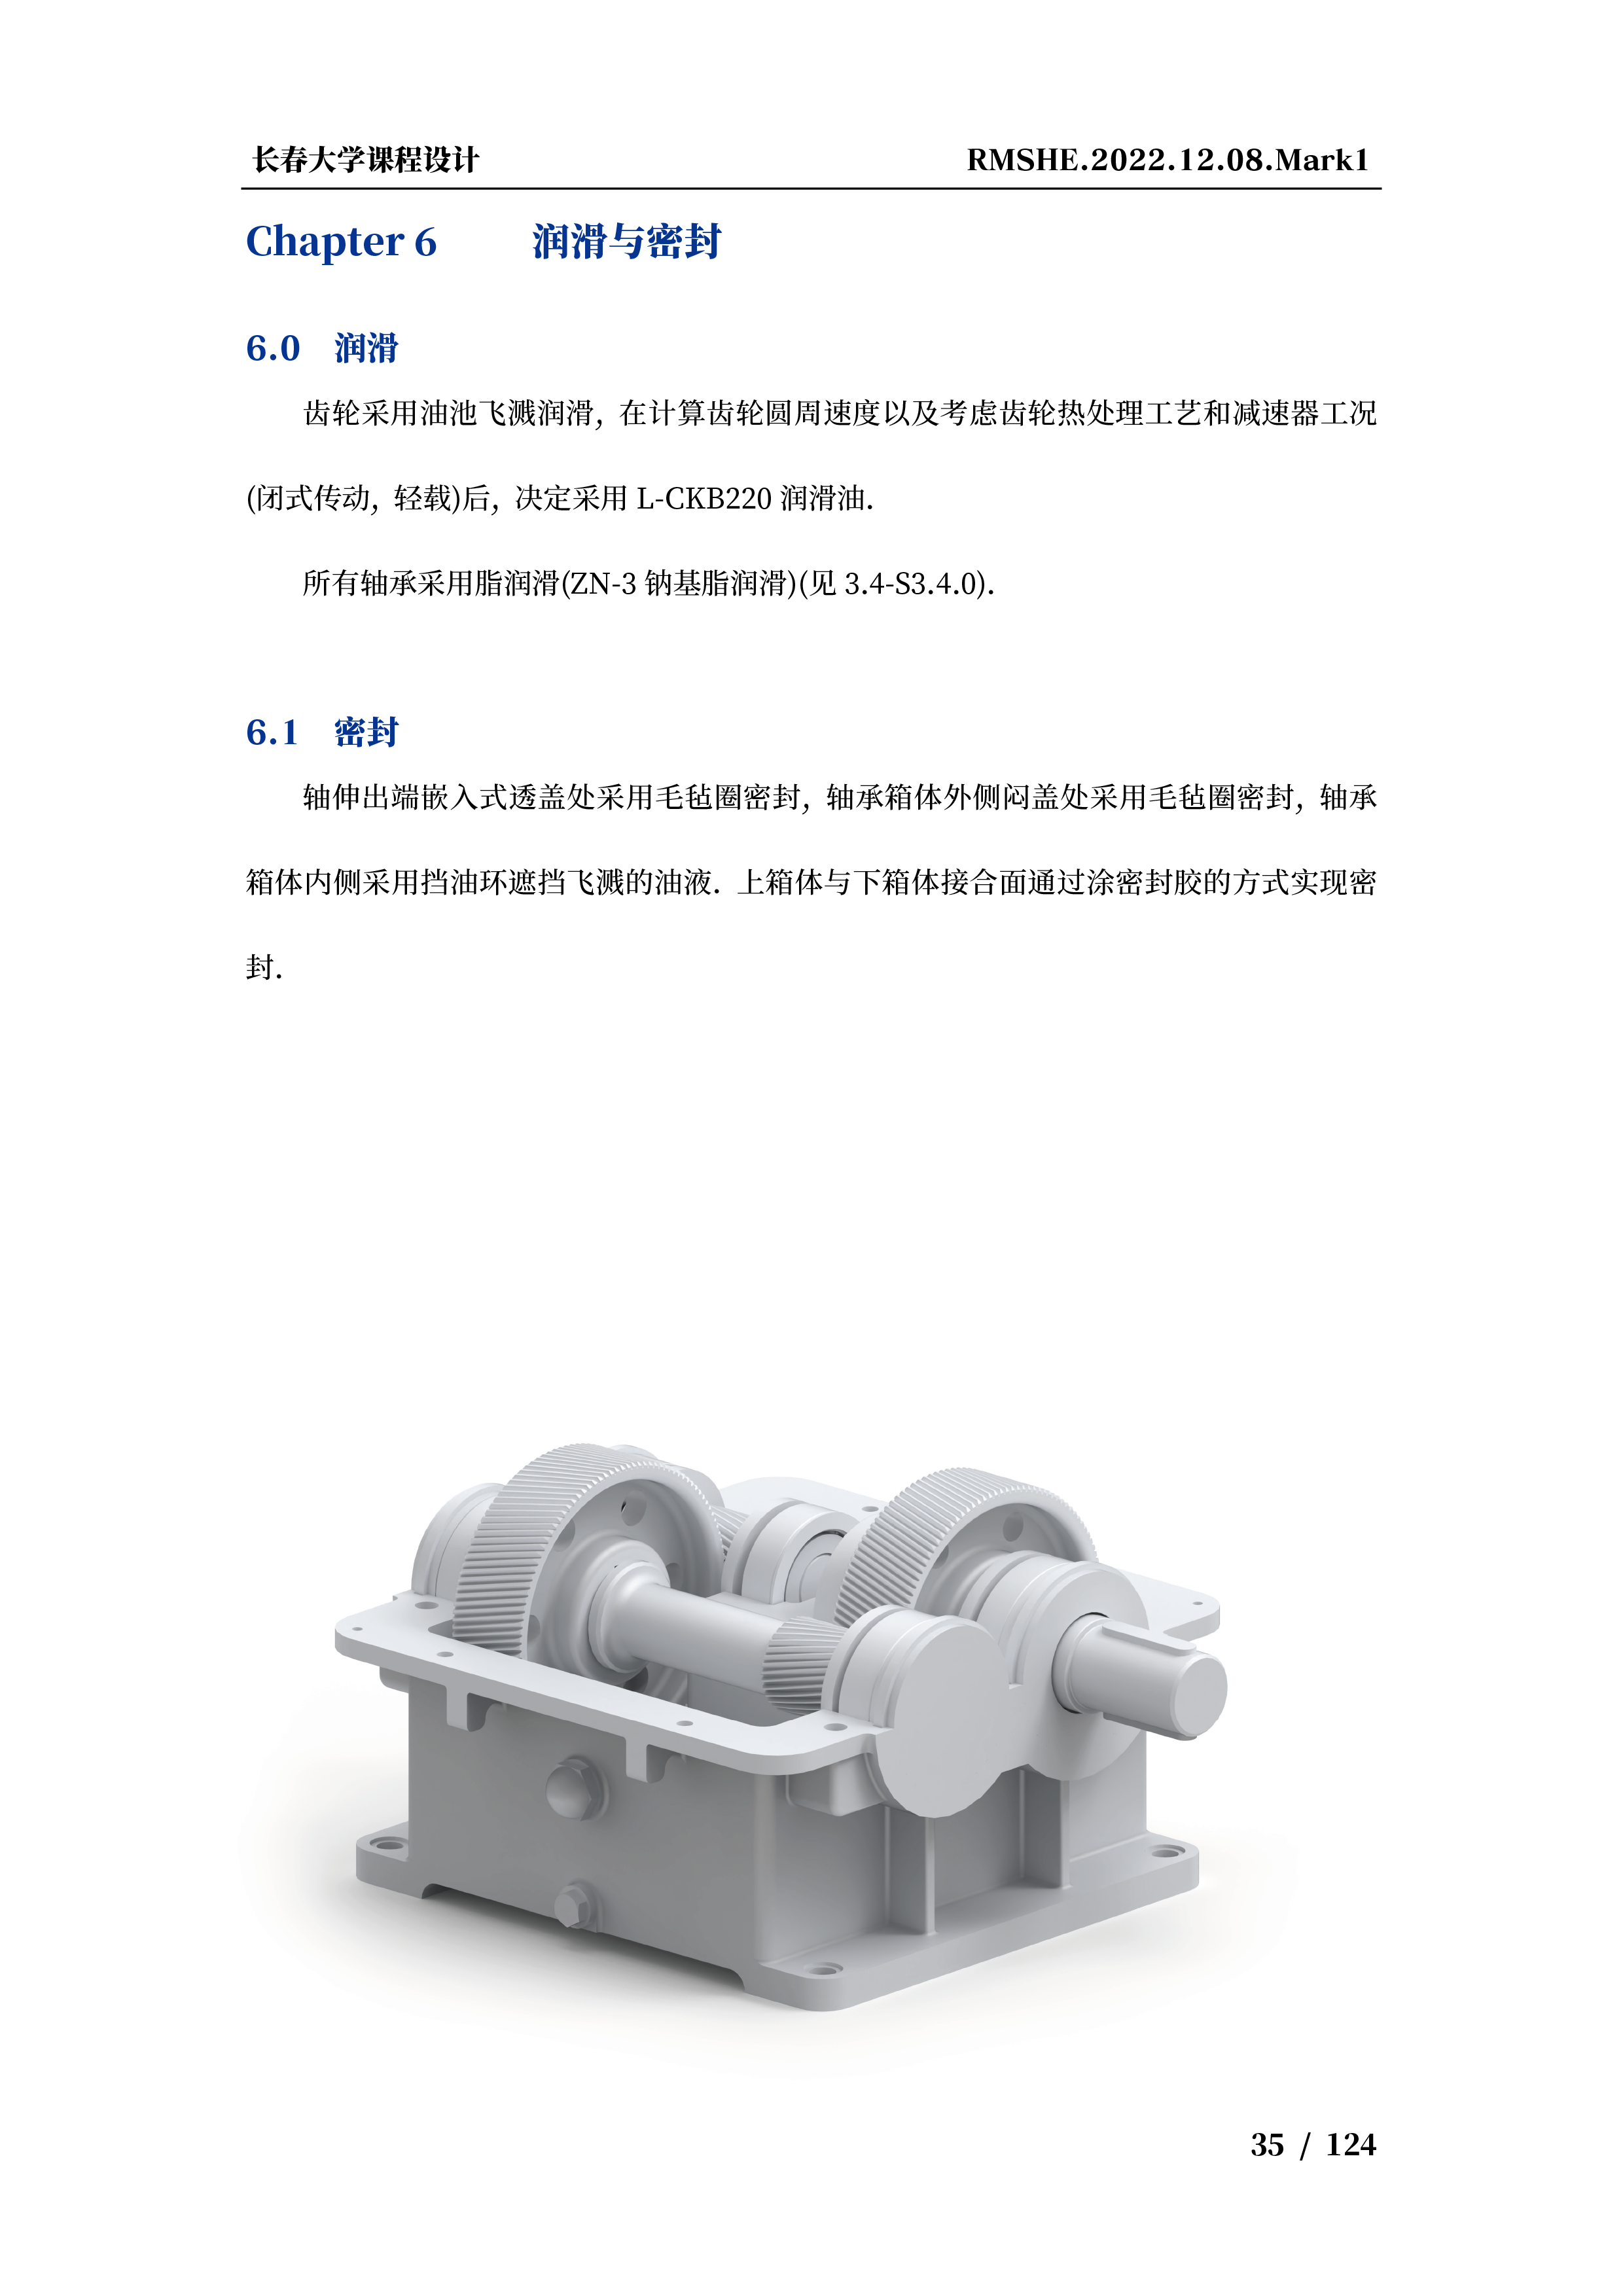 长春大学课程设计 RMSHE.2022.12.08.Mark1
Chapter 6 润滑与密封
6.0 润滑
齿轮采用油池飞溅润滑, 在计算齿轮圆周速度以及考虑齿轮热处理工艺和减速器工况
(闭式传动, 轻载)后, 决定采用 L-CKB220 润滑油.
所有轴承采用脂润滑(ZN-3 钠基脂润滑)(见 3.4-S3.4.0).
6.1 密封
轴伸出端嵌入式透盖处采用毛毡圈密封, 轴承箱体外侧闷盖处采用毛毡圈密封, 轴承
箱体内侧采用挡油环遮挡飞溅的油液. 上箱体与下箱体接合面通过涂密封胶的方式实现密
封.
35 / 124